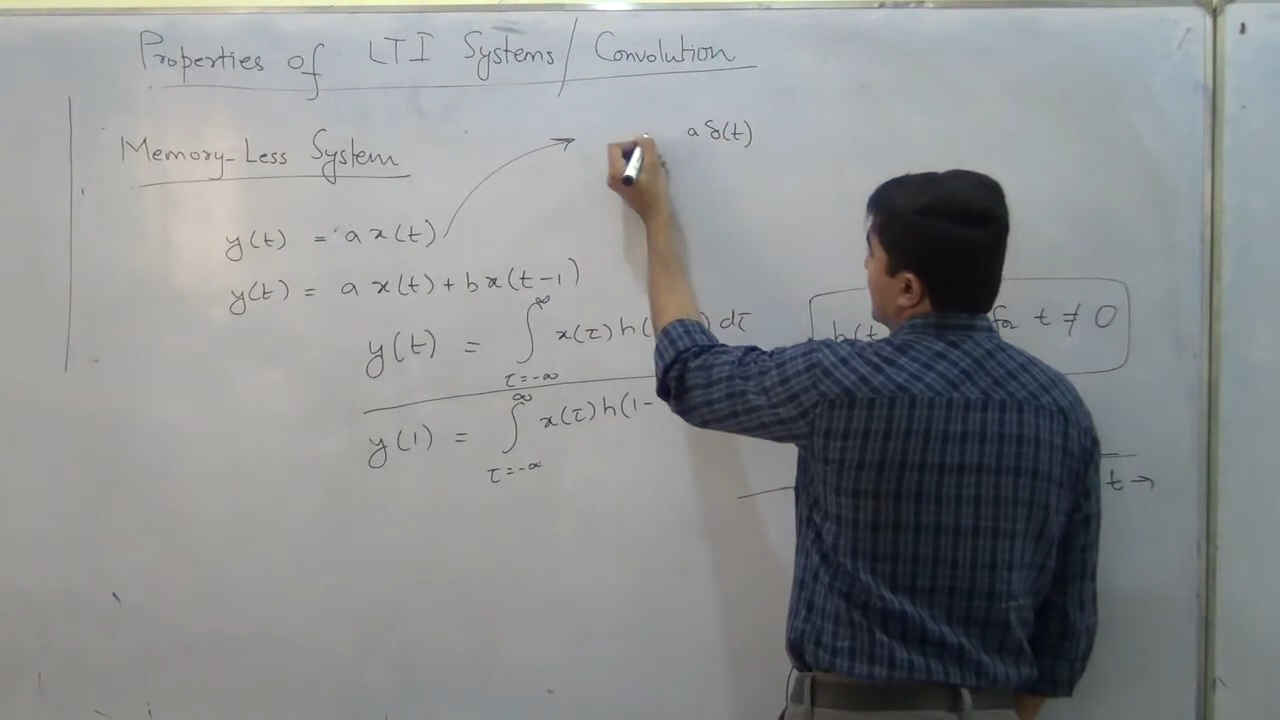 Properties of LTI Systems / Convolution
Memory-Less System
a δ(t)
y(t) = a x(t)
y(t) = a x(t) + b x(t-1)
y(t) = ∫ x(τ) h( ) dτ
∞
τ=-∞
h(t for t ≠ 0
y(1) = ∫ x(τ) h(1-
∞
τ=-∞
t →